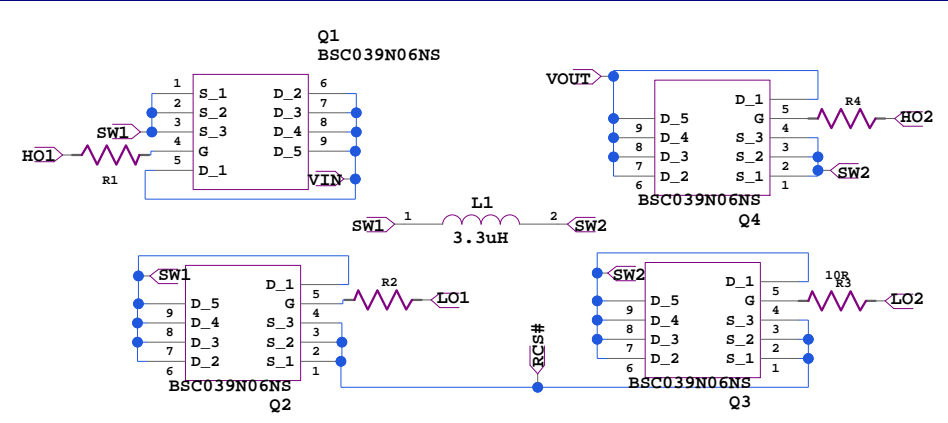 Q1
BSC039N06NS
1 S_1 D_2 6
2 S_2 D_3 7
3 S_3 D_4 8
4 G D_5 9
5 D_1
SW1
HO1
R1
VIN
VOUT
D_1 5
G 4
D_5 9 S_3 3
D_4 8 S_2 2
D_3 7 S_1 1
D_2 6
R4
HO2
SW2
BSC039N06NS
Q4
L1
SW1 1 2 SW2
3.3uH
SW1
D_1 5
G 4
D_5 9 S_3 3
D_4 8 S_2 2
D_3 7 S_1 1
D_2 6
R2
LO1
BSC039N06NS
Q2
RCS#
SW2
D_1 5
G 4
D_5 9 S_3 3
D_4 8 S_2 2
D_3 7 S_1 1
D_2 6
10R
R3
LO2
BSC039N06NS
Q3